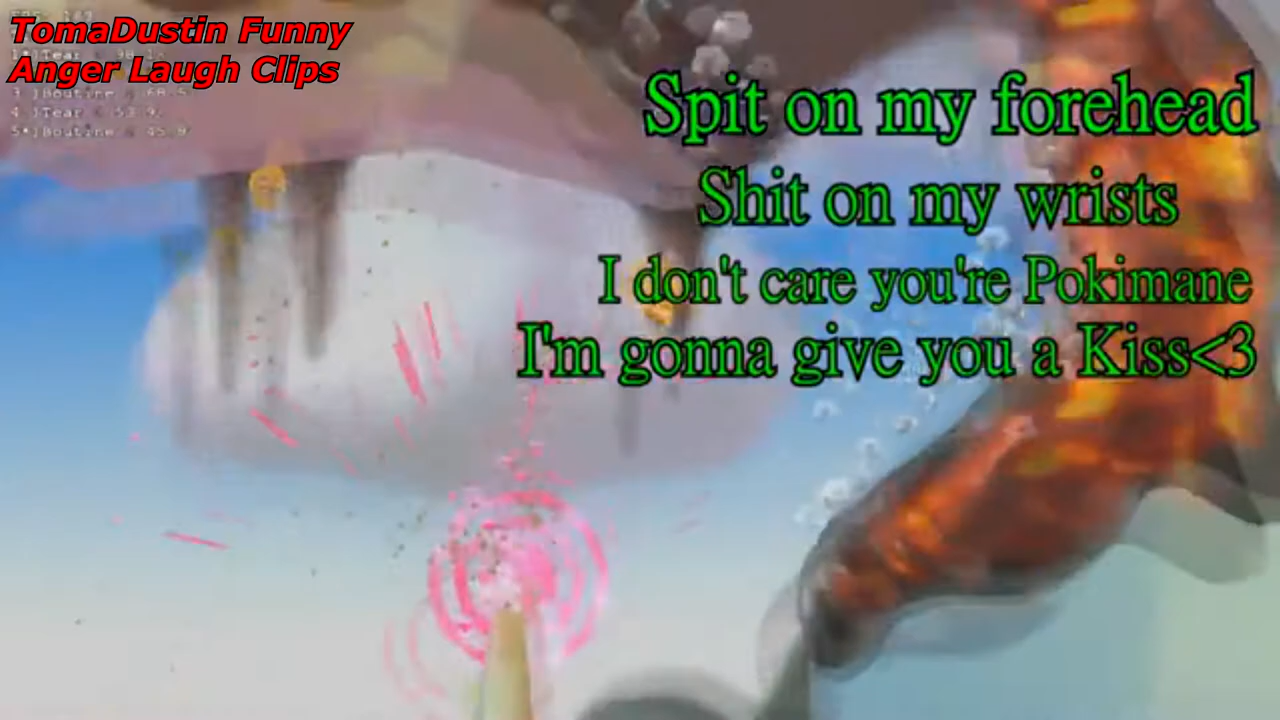 TomaDustin Funny
Anger Laugh Clips
Spit on my forehead
Shit on my wrists
I don't care you're Pokimane
I'm gonna give you a Kiss<3